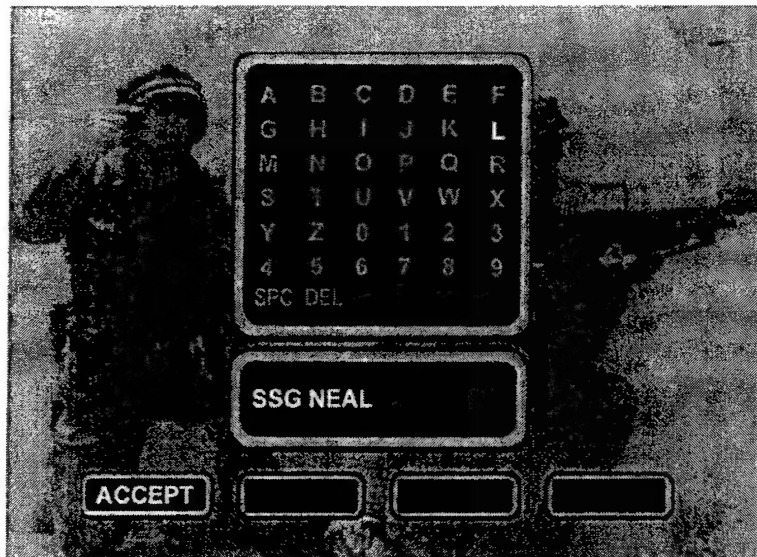 A B C D E F
G H I J K L
M N O P Q R
S T U V W X
Y Z 0 1 2 3
4 5 6 7 8 9
SPC DEL
SSG NEAL
ACCEPT